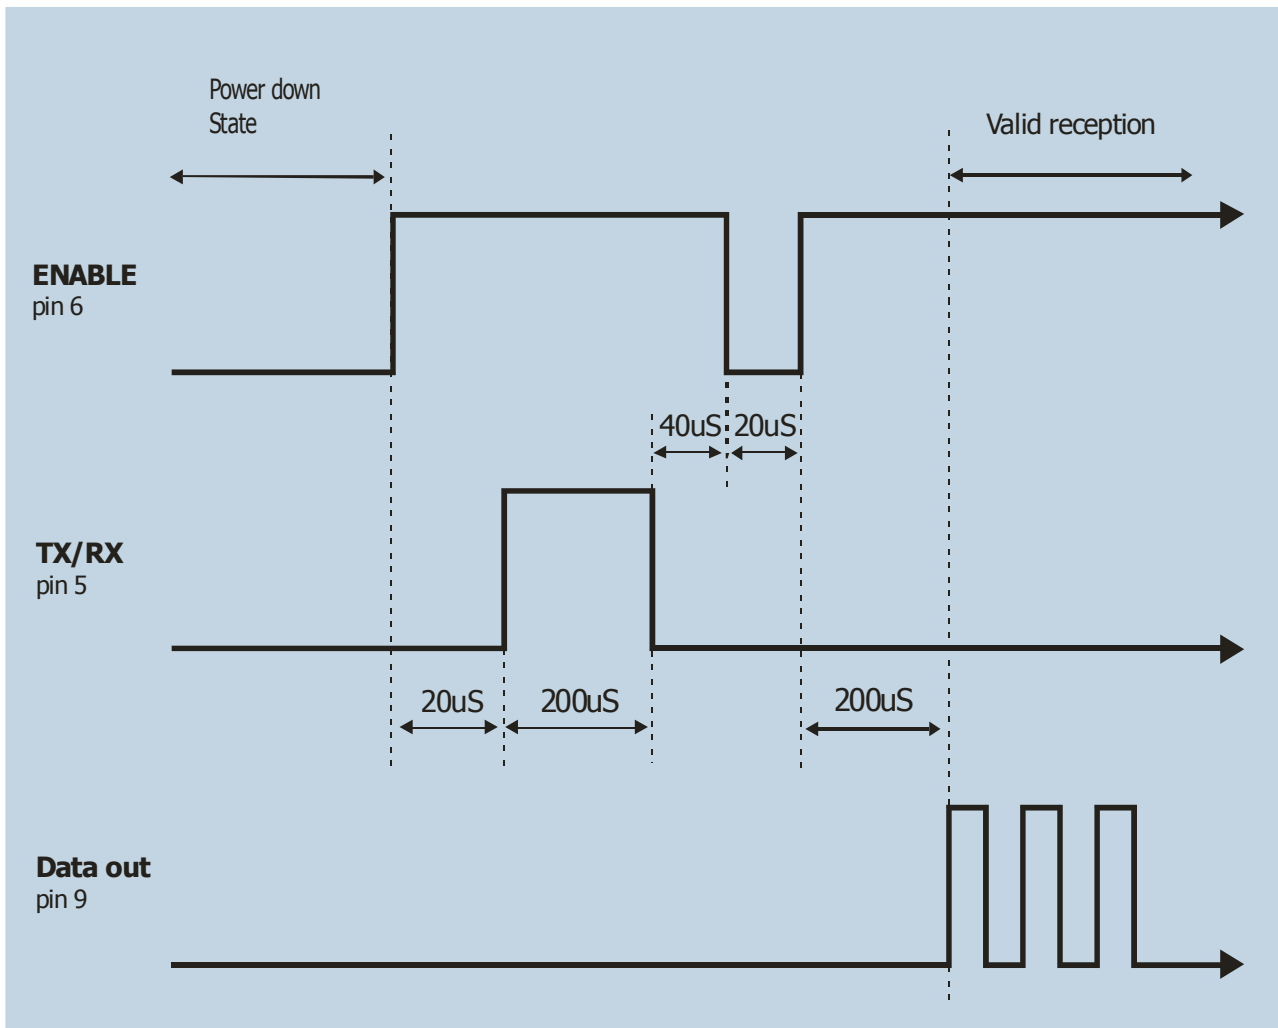 Power down
State
Valid reception
ENABLE
pin 6
40uS
20uS
TX/RX
pin 5
20uS
200uS
200uS
Data out
pin 9